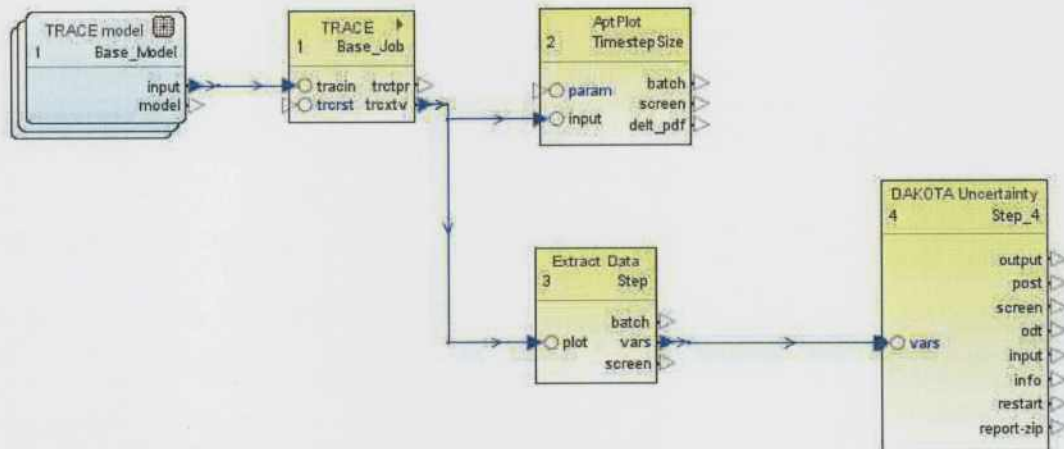 TRACE model
1
Base_Model
input
model
TRACE
1
Base_Job
tracin
trctpr
trcrst
trcxtv
AptPlot
2
TimestepSize
param
batch
screen
input
delt_pdf
Extract Data
3
Step
batch
plot
vars
screen
DAKOTA Uncertainty
4
Step_4
output
post
screen
odt
vars
input
info
restart
report-zip